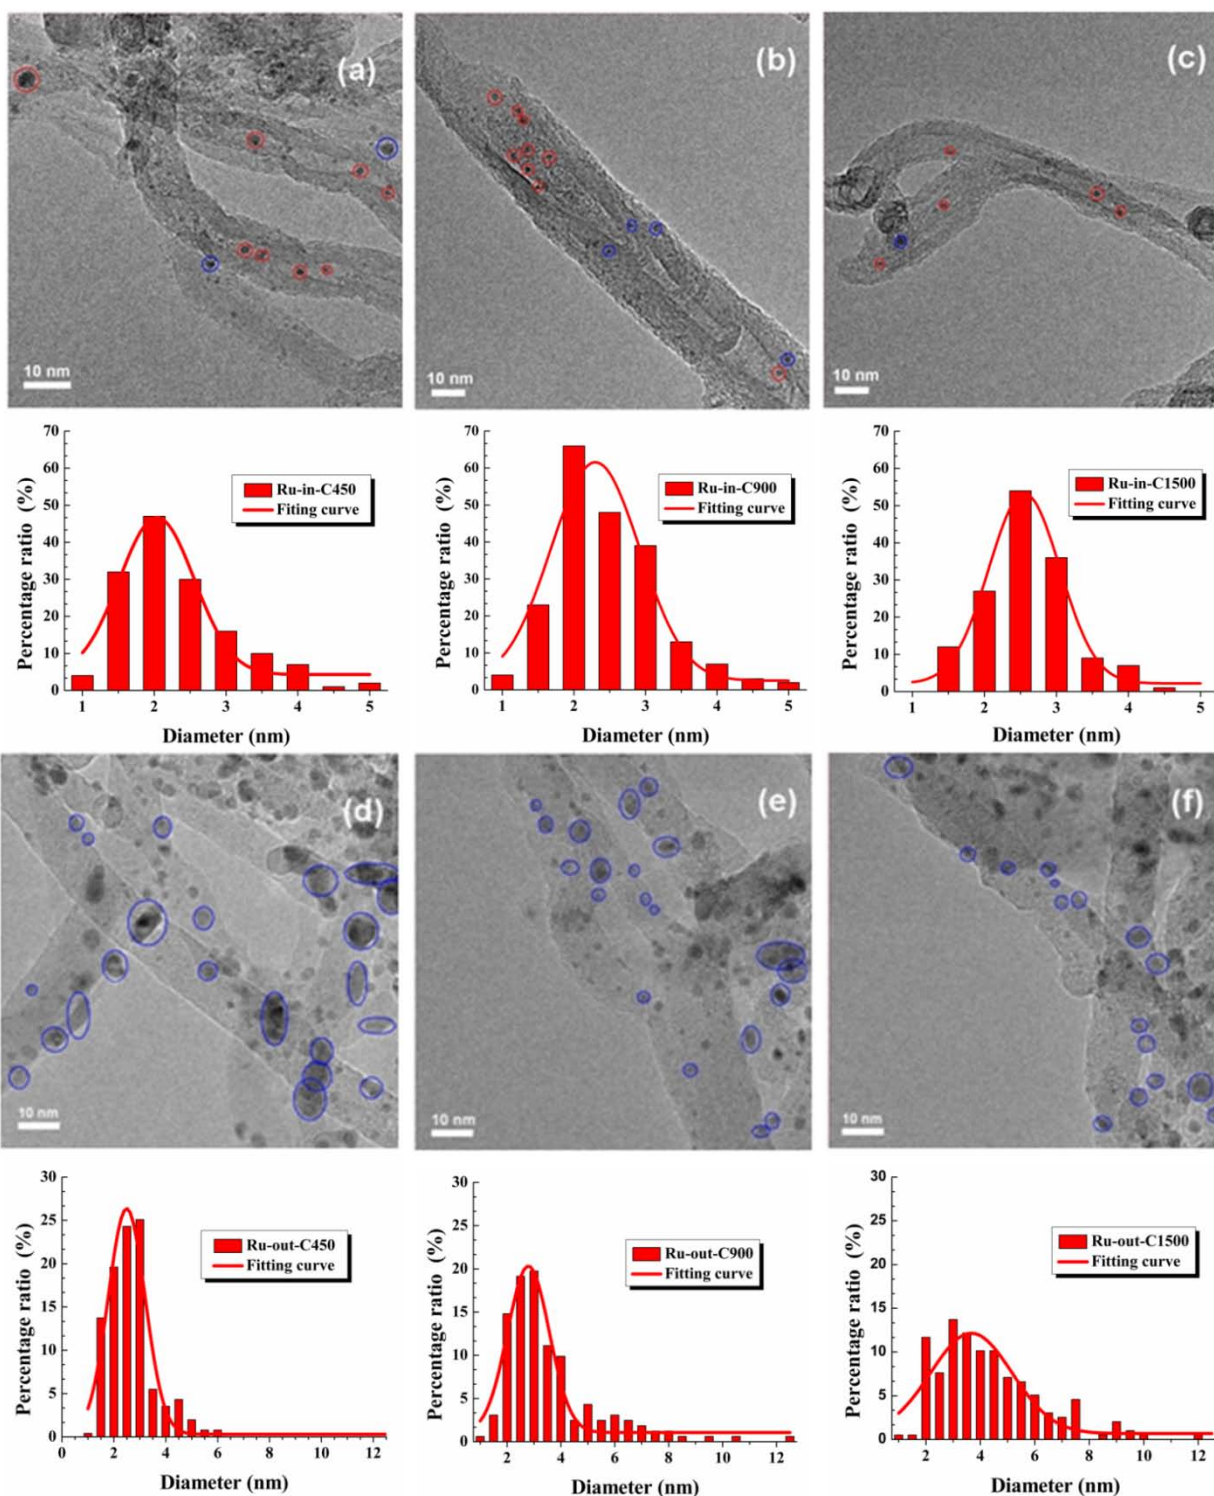 (a)
(b)
(c)
10 nm
10 nm
10 nm
70
60
50
40
30
20
10
0
Percentage ratio (%)
Ru-in-C450
Fiting curve
1 2 3 4 5
Diameter (nm)
70
60
50
40
30
20
10
0
Percentage ratio (%)
Ru-in-C900
Fitting curve
1 2 3 4 5
Diameter (nm)
70
60
50
40
30
20
10
0
Percentage ratio (%)
Ru-in-C1500
Fitting curve
1 2 3 4 5
Diameter (nm)
(d)
(e)
(f)
10 nm
10 nm
10 nm
30
25
20
15
10
5
0
Percentage ratio (%)
Ru-out-C450
Fitting curve
0 2 4 6 8 10 12
Diameter (nm)
30
25
20
15
10
5
0
Percentage ratio (%)
Ru-out-C900
Fitting curve
2 4 6 8 10 12
Diameter (nm)
30
25
20
15
10
5
0
Percentage ratio (%)
Ru-out-C1500
Fitting curve
2 4 6 8 10 12
Diameter (nm)